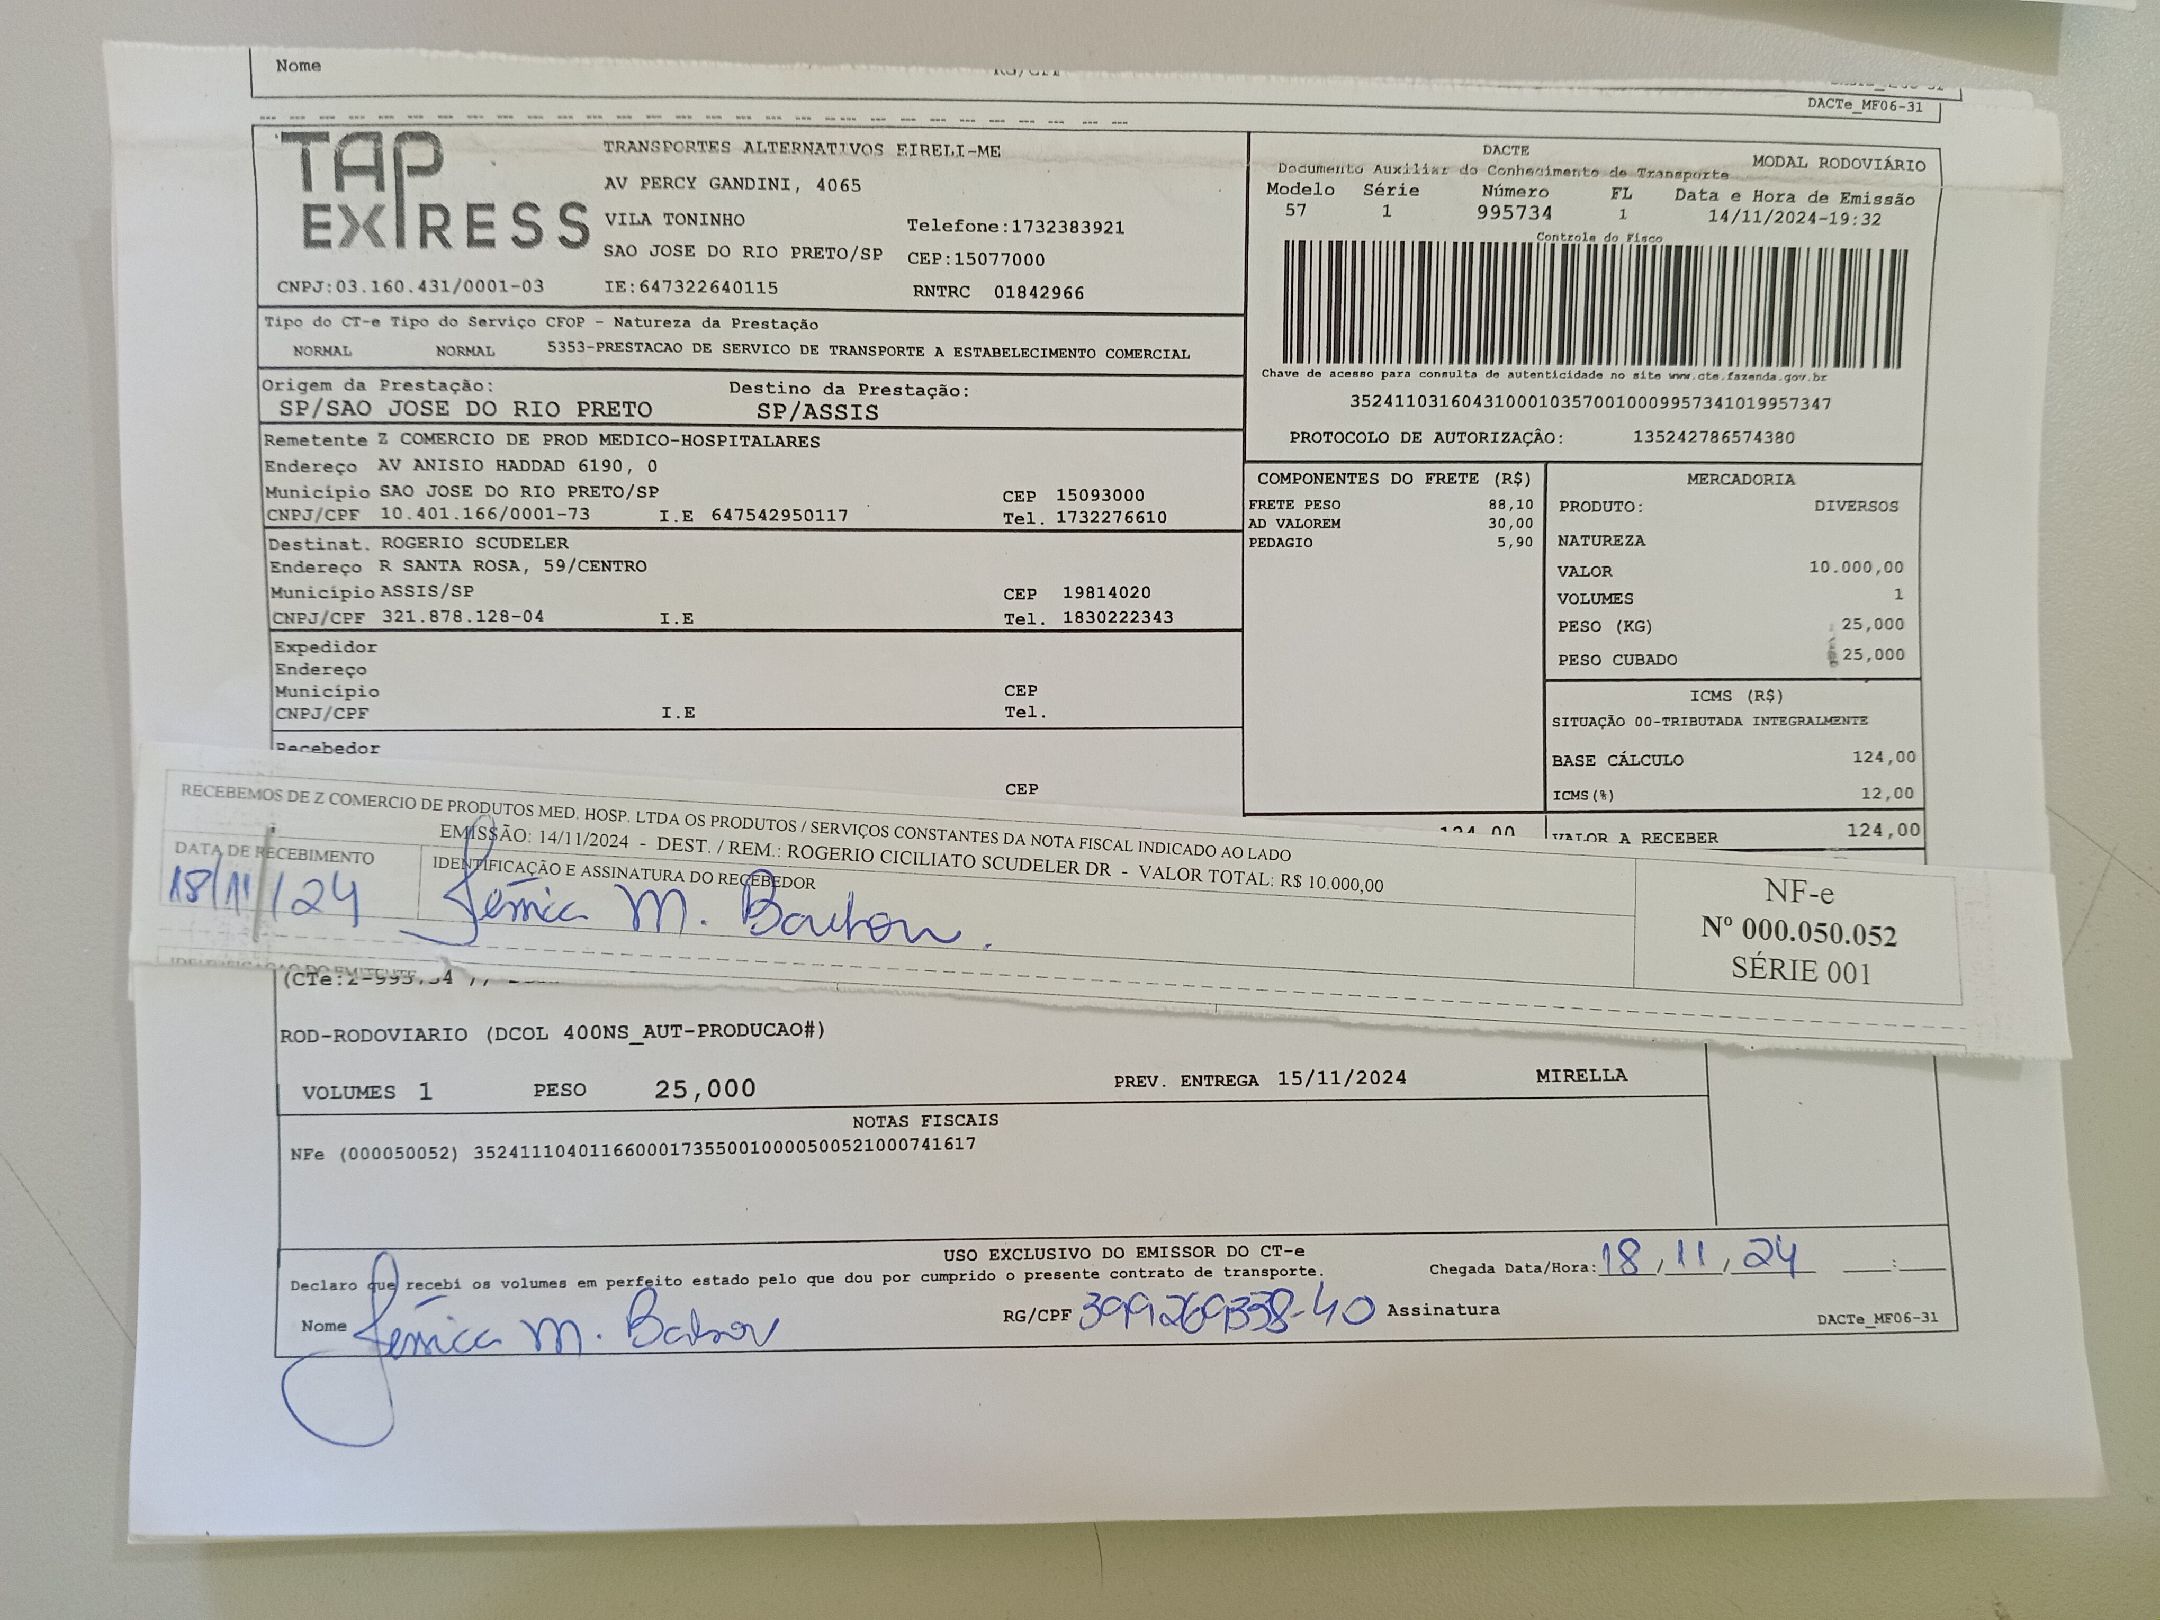 Nome
DACTe_MF06-31
TAP EXPRESS
TRANSPORTES ALTERNATIVOS EIRELI-ME
AV PERCY GANDINI, 4065
VILA TONINHO Telefone:1732383921
SAO JOSE DO RIO PRETO/SP CEP:15077000
CNPJ:03.160.431/0001-03 IE:647322640115 RNTRC 01842966
DACTE MODAL RODOVIÁRIO
Documento Auxiliar do Conhecimento de Transporte
Modelo Série Número FL Data e Hora de Emissão
57 1 995734 1 14/11/2024-19:32
Controle do Fisco
Chave de acesso para consulta de autenticidade no site www.cte.fazenda.gov.br
35241103160431000103570010009957341019957347
PROTOCOLO DE AUTORIZAÇÃO: 135242786574380
Tipo do CT-e Tipo do Serviço CFOP - Natureza da Prestação
NORMAL NORMAL 5353-PRESTACAO DE SERVICO DE TRANSPORTE A ESTABELECIMENTO COMERCIAL
Origem da Prestação: Destino da Prestação:
SP/SAO JOSE DO RIO PRETO SP/ASSIS
Remetente Z COMERCIO DE PROD MEDICO-HOSPITALARES
Endereço AV ANISIO HADDAD 6190, 0
Município SAO JOSE DO RIO PRETO/SP CEP 15093000
CNPJ/CPF 10.401.166/0001-73 I.E 647542950117 Tel. 1732276610
Destinat. ROGERIO SCUDELER
Endereço R SANTA ROSA, 59/CENTRO
Município ASSIS/SP CEP 19814020
CNPJ/CPF 321.878.128-04 I.E Tel. 1830222343
Expedidor
Endereço
Município CEP
CNPJ/CPF I.E Tel.
Recebedor
CEP
COMPONENTES DO FRETE (R$)
FRETE PESO 88,10
AD VALOREM 30,00
PEDAGIO 5,90
124,00
MERCADORIA
PRODUTO: DIVERSOS
NATUREZA
VALOR 10.000,00
VOLUMES 1
PESO (KG) 25,000
PESO CUBADO 25,000
ICMS (R$)
SITUAÇÃO 00-TRIBUTADA INTEGRALMENTE
BASE CÁLCULO 124,00
ICMS(%) 12,00
VALOR A RECEBER 124,00
RECEBEMOS DE Z COMERCIO DE PRODUTOS MED. HOSP. LTDA OS PRODUTOS / SERVIÇOS CONSTANTES DA NOTA FISCAL INDICADO AO LADO
EMISSÃO: 14/11/2024 - DEST. / REM.: ROGERIO CICILIATO SCUDELER DR - VALOR TOTAL: R$ 10.000,00
DATA DE RECEBIMENTO IDENTIFICAÇÃO E ASSINATURA DO RECEBEDOR
18/11/24 Jéssica M.
NF-e
Nº 000.050.052
SÉRIE 001
ROD-RODOVIARIO (DCOL 400NS_AUT-PRODUCAO#)
VOLUMES 1 PESO 25,000 PREV. ENTREGA 15/11/2024 MIRELLA
NOTAS FISCAIS
NFe (000050052) 35241110401166000173550010000500521000741617
USO EXCLUSIVO DO EMISSOR DO CT-e
Declaro que recebi os volumes em perfeito estado pelo que dou por cumprido o presente contrato de transporte. Chegada Data/Hora: 18/11/24
Nome Jéssica M. RG/CPF 399269338-40 Assinatura
DACTe_MF06-31